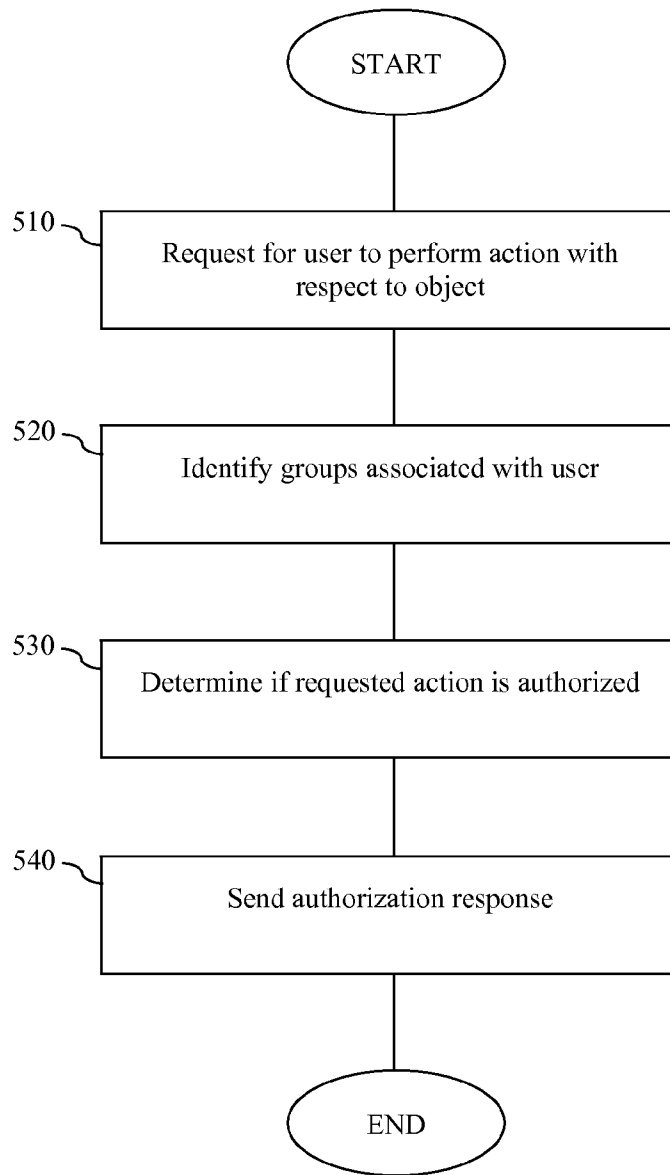 START
510
Request for user to perform action with
respect to object
520
Identify groups associated with user
530
Determine if requested action is authorized
540
Send authorization response
END